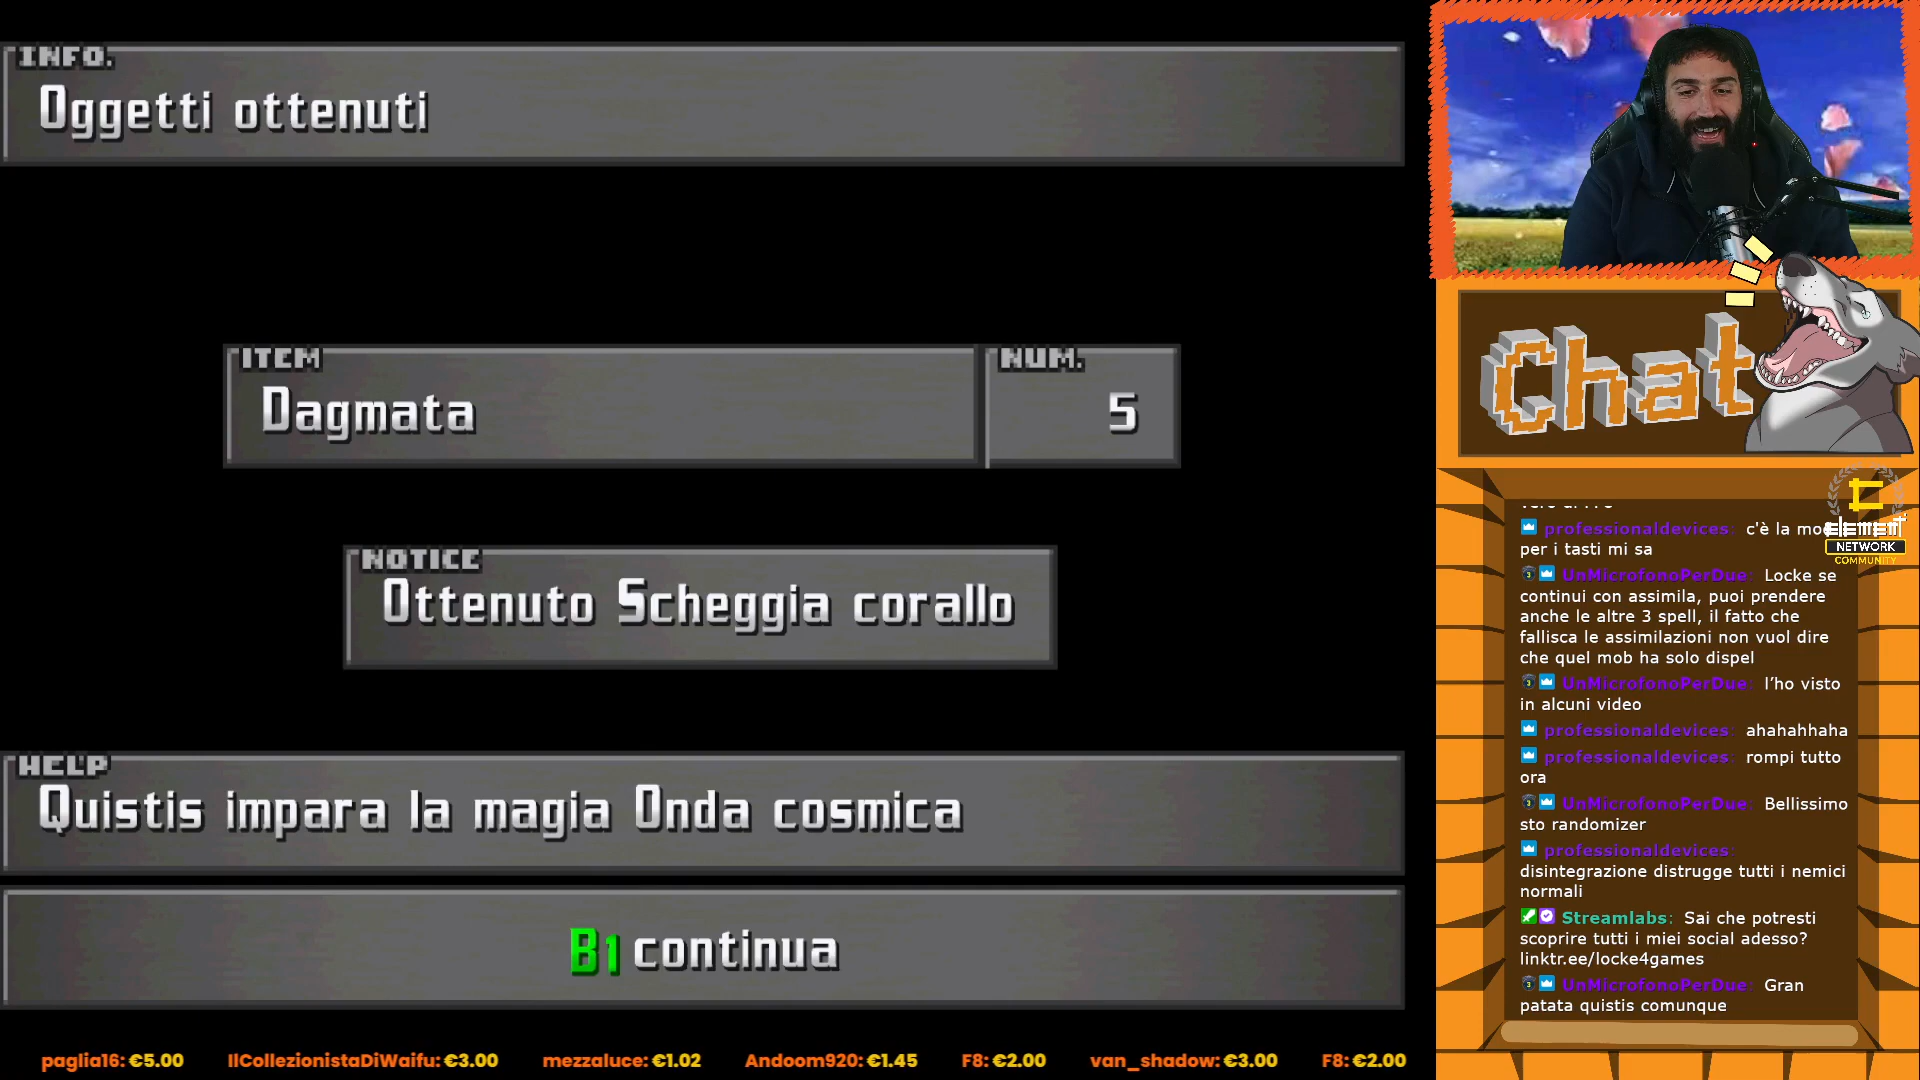 INFO.
Oggetti ottenuti
ITEM
Dagmata
NUM.
5
NOTICE
Ottenuto Scheggia corallo
HELP
Quistis impara la magia Onda cosmica
B1 continua
paglia16: €5.00 IlCollezionistaDiWaifu: €3.00 mezzaluce: €1.02 Andoom920: €1.45 F8: €2.00 van_shadow: €3.00 F8: €2.00
Chat
ELEMENT
NETWORK
COMMUNITY
professionaldevices: c'è la
per i tasti mi sa
UnMicrofonoPerDue: Locke se
continui con assimila, puoi prendere
anche le altre 3 spell, il fatto che
fallisca le assimilazioni non vuol dire
che quel mob ha solo dispel
UnMicrofonoPerDue: l'ho visto
in alcuni video
professionaldevices: ahahahhaha
professionaldevices: rompi tutto
ora
UnMicrofonoPerDue: Bellissimo
sto randomizer
professionaldevices:
disintegrazione distrugge tutti i nemici
normali
Streamlabs: Sai che potresti
scoprire tutti i miei social adesso?
linktr.ee/locke4games
UnMicrofonoPerDue: Gran
patata quistis comunque